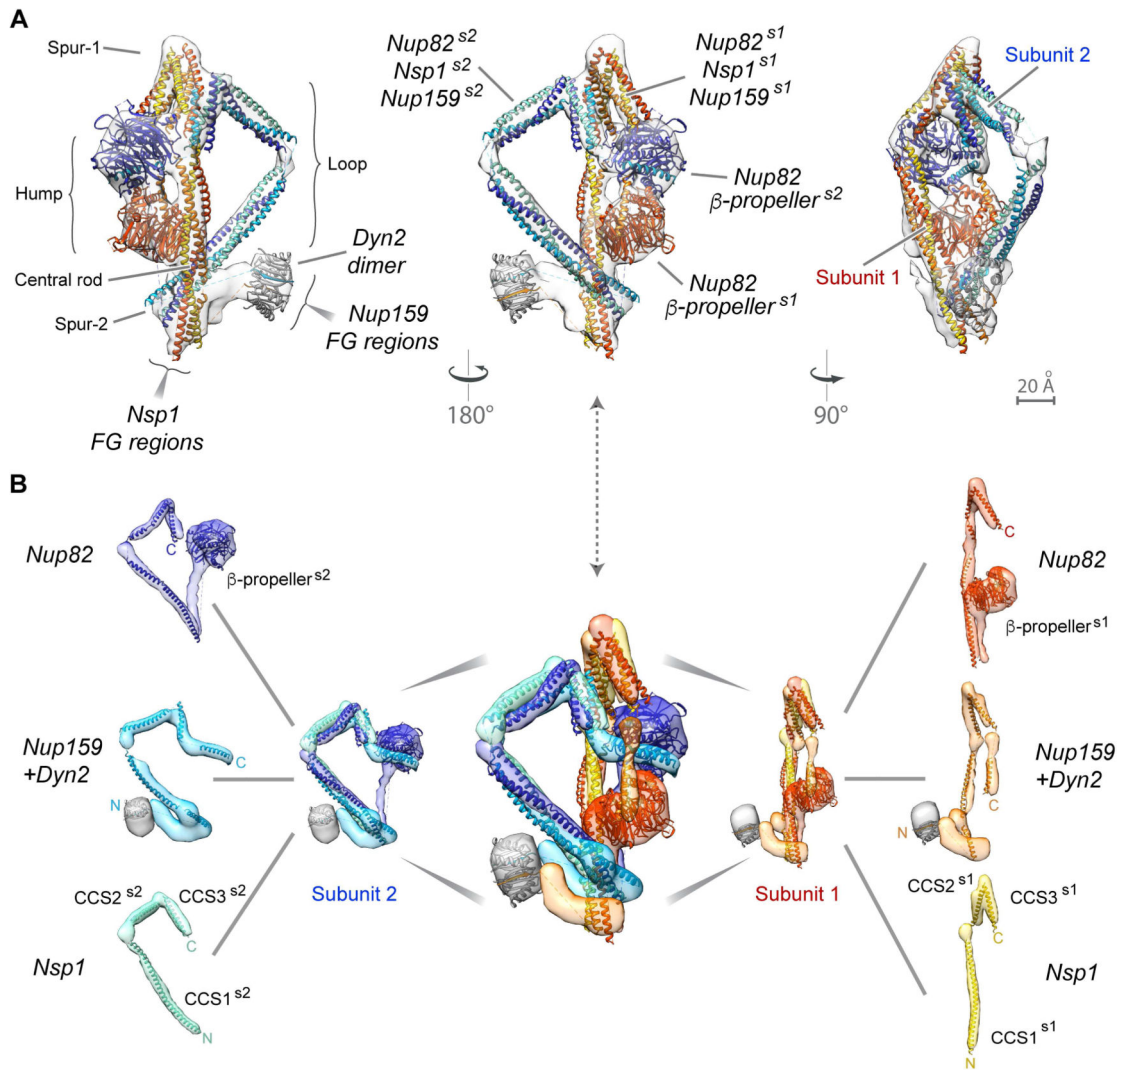 A
Spur-1
Hump
Central rod
Spur-2
Loop
Dyn2
dimer
Nup159
FG regions
Nsp1
FG regions
Nup82 s2
Nsp1 s2
Nup159 s2
Nup82 s1
Nsp1 s1
Nup159 s1
Nup82
β-propeller s2
Nup82
β-propeller s1
Subunit 2
Subunit 1
180°
90°
20 Å
B
Nup82
C
β-propeller s2
Nup159
+Dyn2
C
N
CCS2 s2
CCS3 s2
C
Nsp1
CCS1 s2
N
Subunit 2
Subunit 1
C
Nup82
β-propeller s1
Nup159
+Dyn2
C
N
CCS2 s1
CCS3 s1
C
Nsp1
CCS1 s1
N